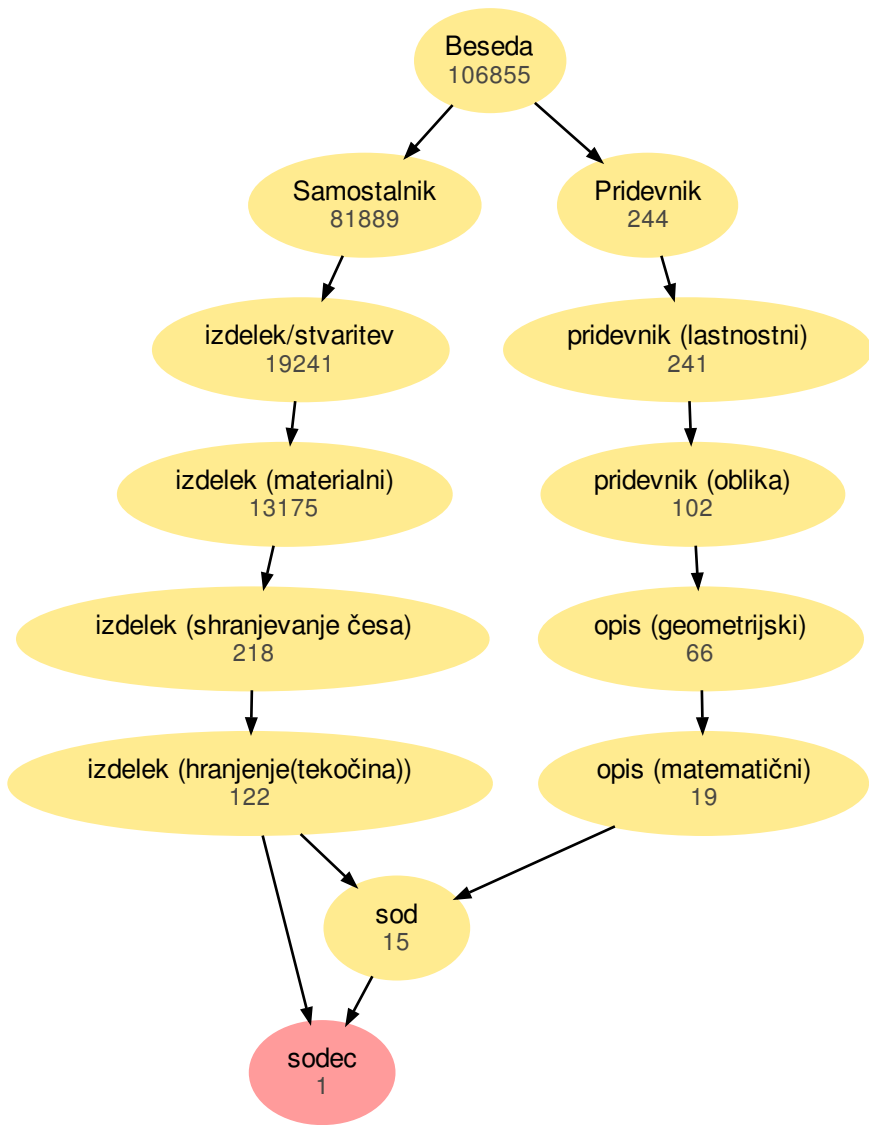 Beseda
106855
Samostalnik
81889
Pridevnik
244
izdelek/stvaritev
19241
pridevnik (lastnostni)
241
izdelek (materialni)
13175
pridevnik (oblika)
102
izdelek (shranjevanje česa)
218
opis (geometrijski)
66
izdelek (hranjenje(tekočina))
122
opis (matematični)
19
sod
15
sodec
1